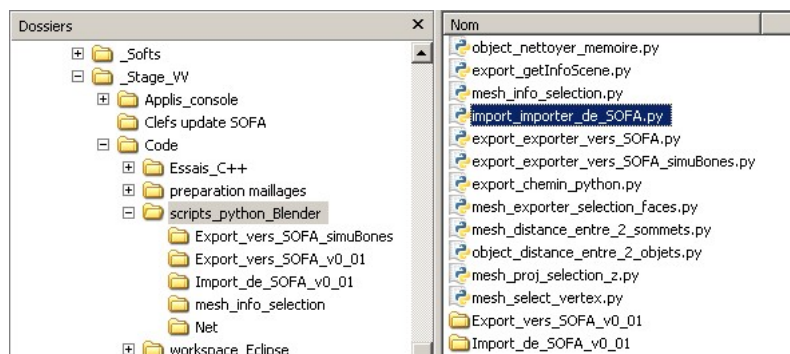 Dossiers
_Softs
_Stage_VV
Applis_console
Clefs update SOFA
Code
Essais_C++
preparation maillages
scripts_python_Blender
Export_vers_SOFA_simuBones
Export_vers_SOFA_v0_01
Import_de_SOFA_v0_01
mesh_info_selection
Net
workspace_Eclipse
Nom
object_nettoyer_memoire.py
export_getInfoScene.py
mesh_info_selection.py
import_importer_de_SOFA.py
export_exporter_vers_SOFA.py
export_exporter_vers_SOFA_simuBones.py
export_chemin_python.py
mesh_exporter_selection_faces.py
mesh_distance_entre_2_sommets.py
object_distance_entre_2_objets.py
mesh_proj_selection_z.py
mesh_select_vertex.py
Export_vers_SOFA_v0_01
Import_de_SOFA_v0_01